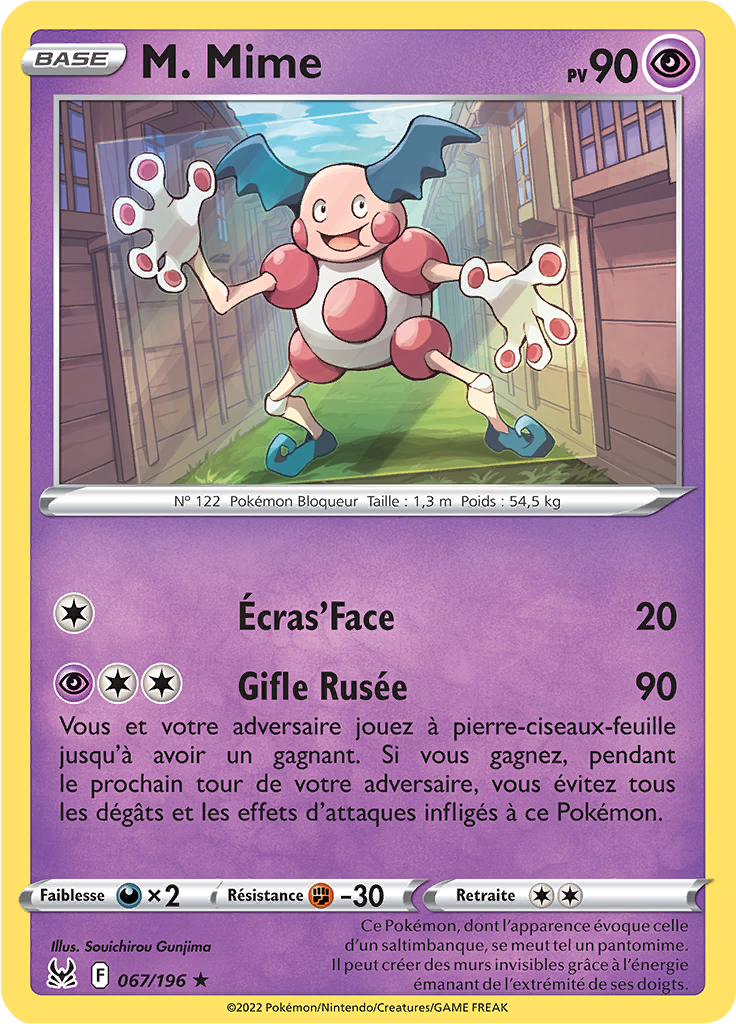 BASE M. Mime PV 90
N° 122 Pokémon Bloqueur Taille : 1,3 m Poids : 54,5 kg
Écras’Face 20
Gifle Rusée 90
Vous et votre adversaire jouez à pierre-ciseaux-feuille
jusqu’à avoir un gagnant. Si vous gagnez, pendant
le prochain tour de votre adversaire, vous évitez tous
les dégâts et les effets d’attaques infligés à ce Pokémon.
Faiblesse ×2 Résistance -30 Retraite
Illus. Souichirou Gunjima
F 067/196 ★
Ce Pokémon, dont l’apparence évoque celle
d’un saltimbanque, se meut tel un pantomime.
Il peut créer des murs invisibles grâce à l’énergie
émanant de l’extrémité de ses doigts.
©2022 Pokémon/Nintendo/Creatures/GAME FREAK